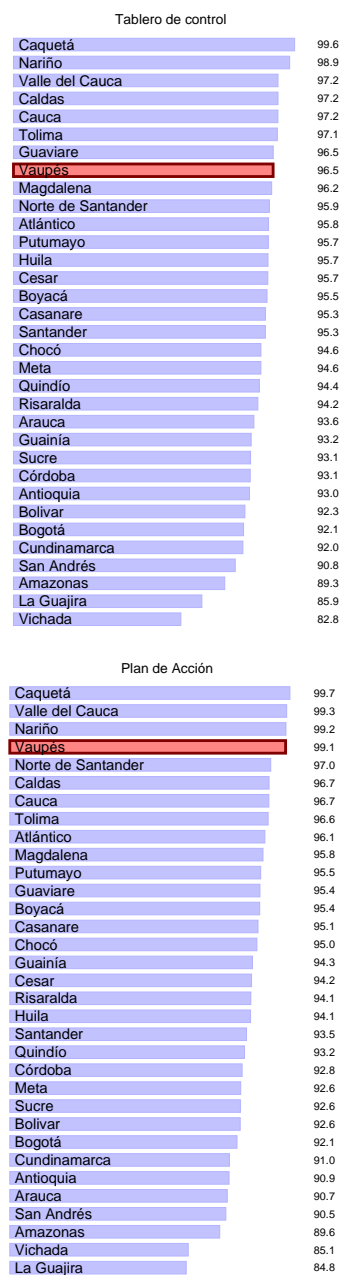 Tablero de control
Caquetá 99.6
Nariño 98.9
Valle del Cauca 97.2
Caldas 97.2
Cauca 97.2
Tolima 97.1
Guaviare 96.5
Vaupés 96.5
Magdalena 96.2
Norte de Santander 95.9
Atlántico 95.8
Putumayo 95.7
Huila 95.7
Cesar 95.7
Boyacá 95.5
Casanare 95.3
Santander 95.3
Chocó 94.6
Meta 94.6
Quindío 94.4
Risaralda 94.2
Arauca 93.6
Guainía 93.2
Sucre 93.1
Córdoba 93.1
Antioquia 93.0
Bolivar 92.3
Bogotá 92.1
Cundinamarca 92.0
San Andrés 90.8
Amazonas 89.3
La Guajira 85.9
Vichada 82.8
Plan de Acción
Caquetá 99.7
Valle del Cauca 99.3
Nariño 99.2
Vaupés 99.1
Norte de Santander 97.0
Caldas 96.7
Cauca 96.7
Tolima 96.6
Atlántico 96.1
Magdalena 95.8
Putumayo 95.5
Guaviare 95.4
Boyacá 95.4
Casanare 95.1
Chocó 95.0
Guainía 94.3
Cesar 94.2
Risaralda 94.1
Huila 94.1
Santander 93.5
Quindío 93.2
Córdoba 92.8
Meta 92.6
Sucre 92.6
Bolivar 92.6
Bogotá 92.1
Cundinamarca 91.0
Antioquia 90.9
Arauca 90.7
San Andrés 90.5
Amazonas 89.6
Vichada 85.1
La Guajira 84.8